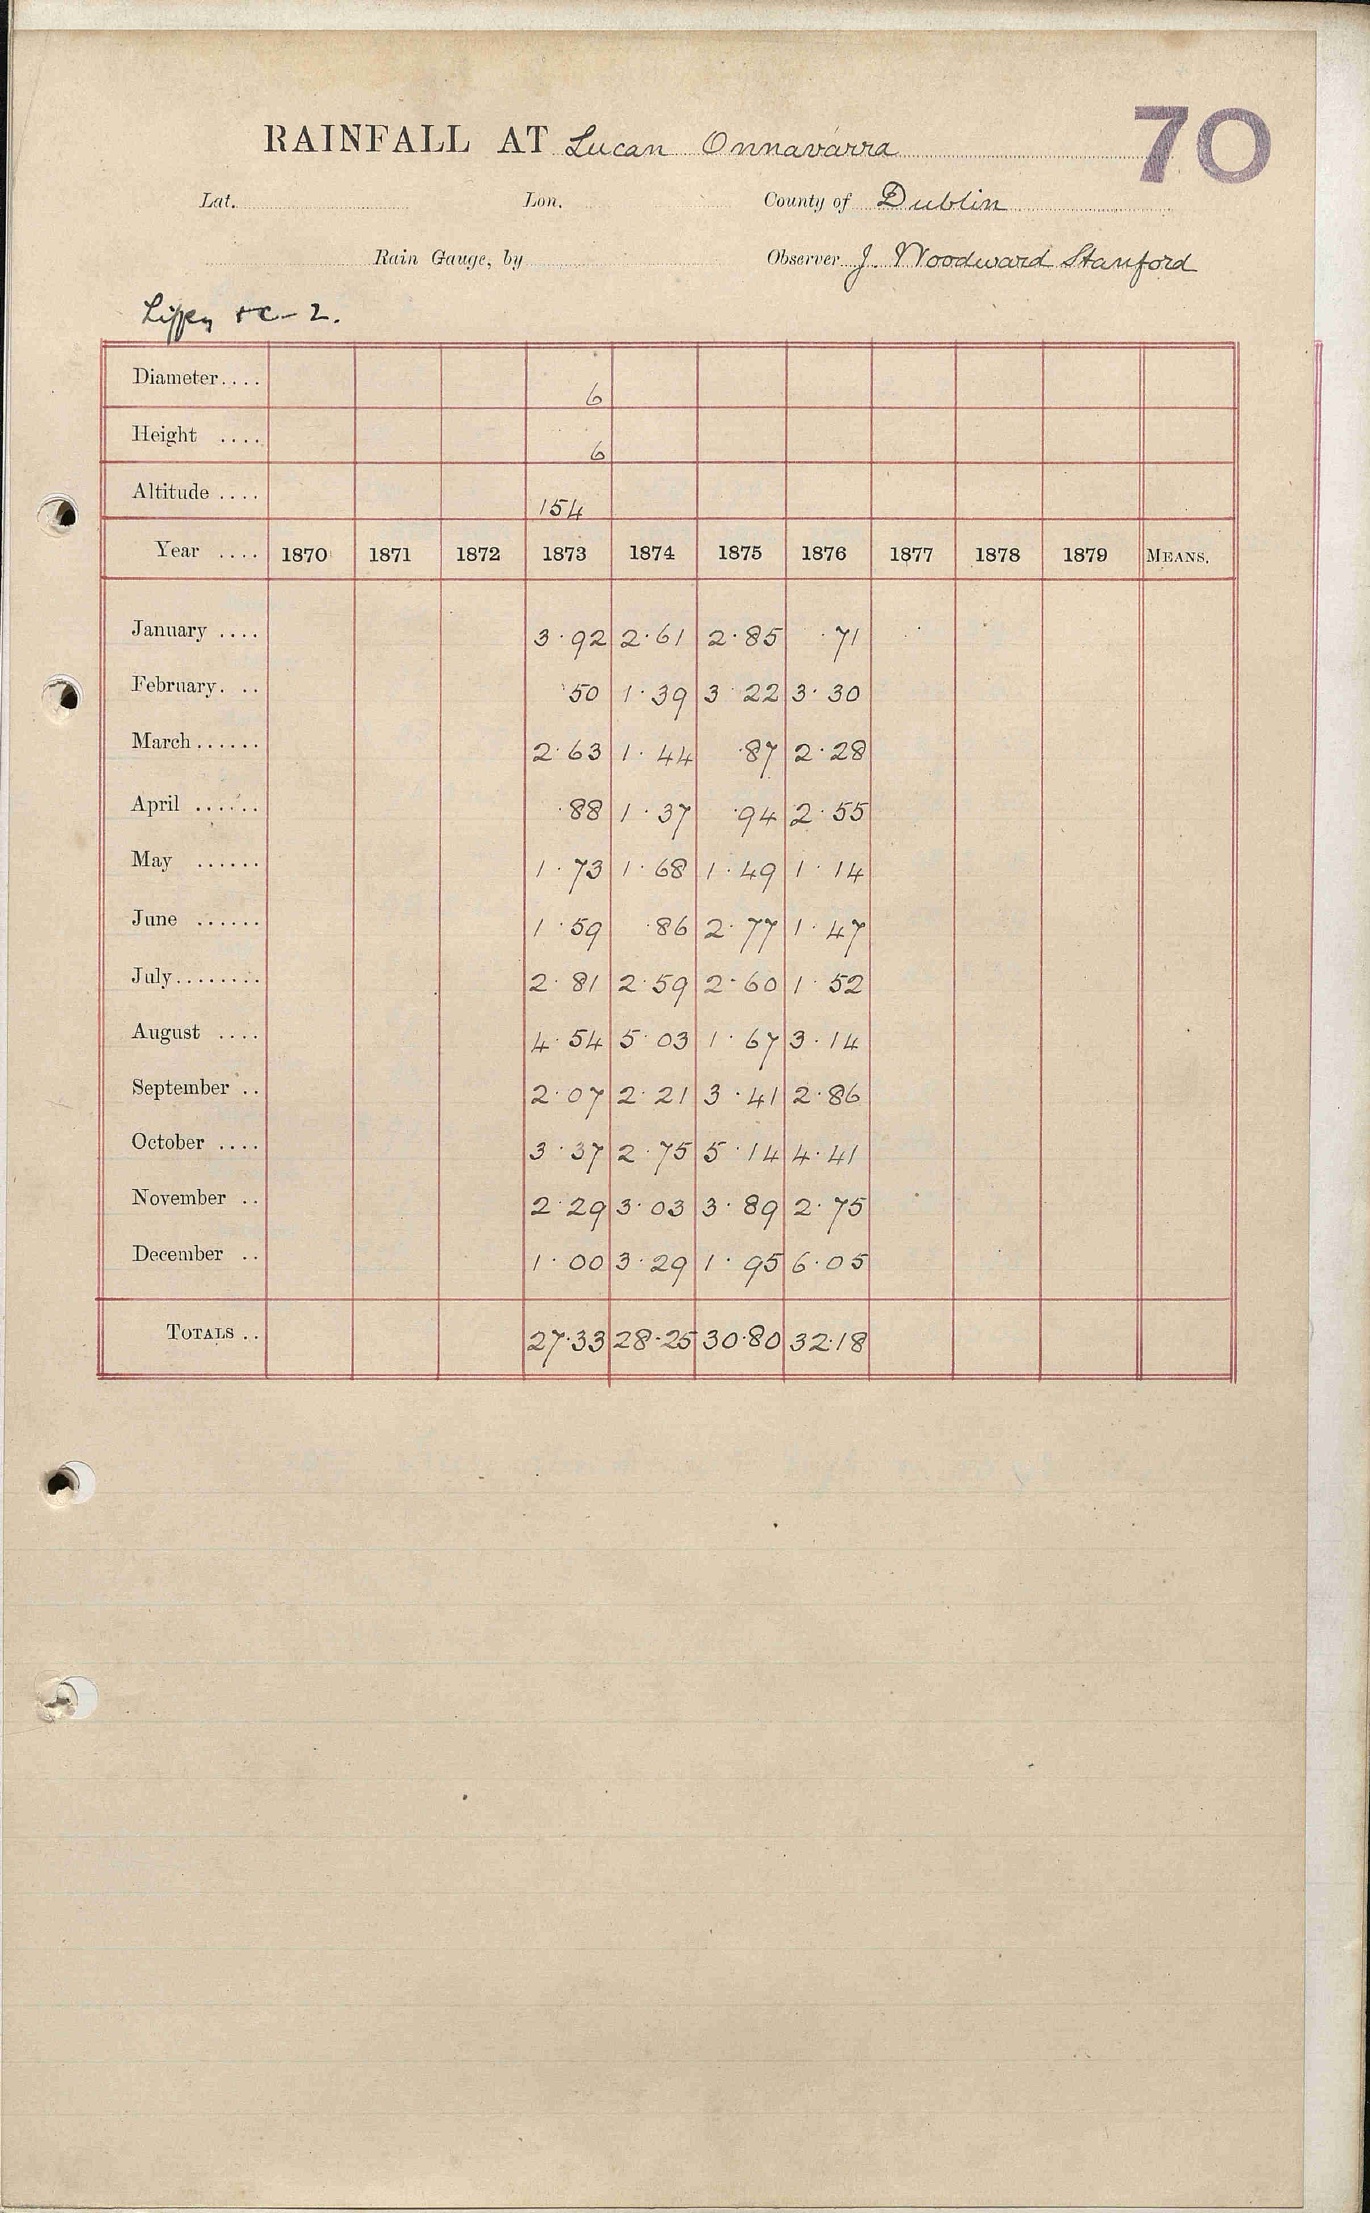 70
RAINFALL AT Lucan Onnavarra
Lat. Lon. County of Dublin
Rain Gauge, by Observer J. Woodward Stanford
2.
Diameter.... 6
Height .... 6
Altitude .... 154
Year .... 1870 1871 1872 1873 1874 1875 1876 1877 1878 1879 MEANS.
January .... 3·92 2·61 2·85 ·71
February. .. ·50 1·39 3·22 3·30
March...... 2·63 1·44 ·87 2·28
April ...... ·88 1·37 ·94 2·55
May ...... 1·73 1·68 1·49 1·14
June ...... 1·59 ·86 2·77 1·47
July........ 2·81 2·59 2·60 1·52
August .... 4·54 5·03 1·67 3·14
September .. 2·07 2·21 3·41 2·86
October .... 3·37 2·75 5·14 4·41
November .. 2·29 3·03 3·89 2·75
December .. 1·00 3·29 1·95 6·05
TOTALS .. 27·33 28·25 30·80 32·18